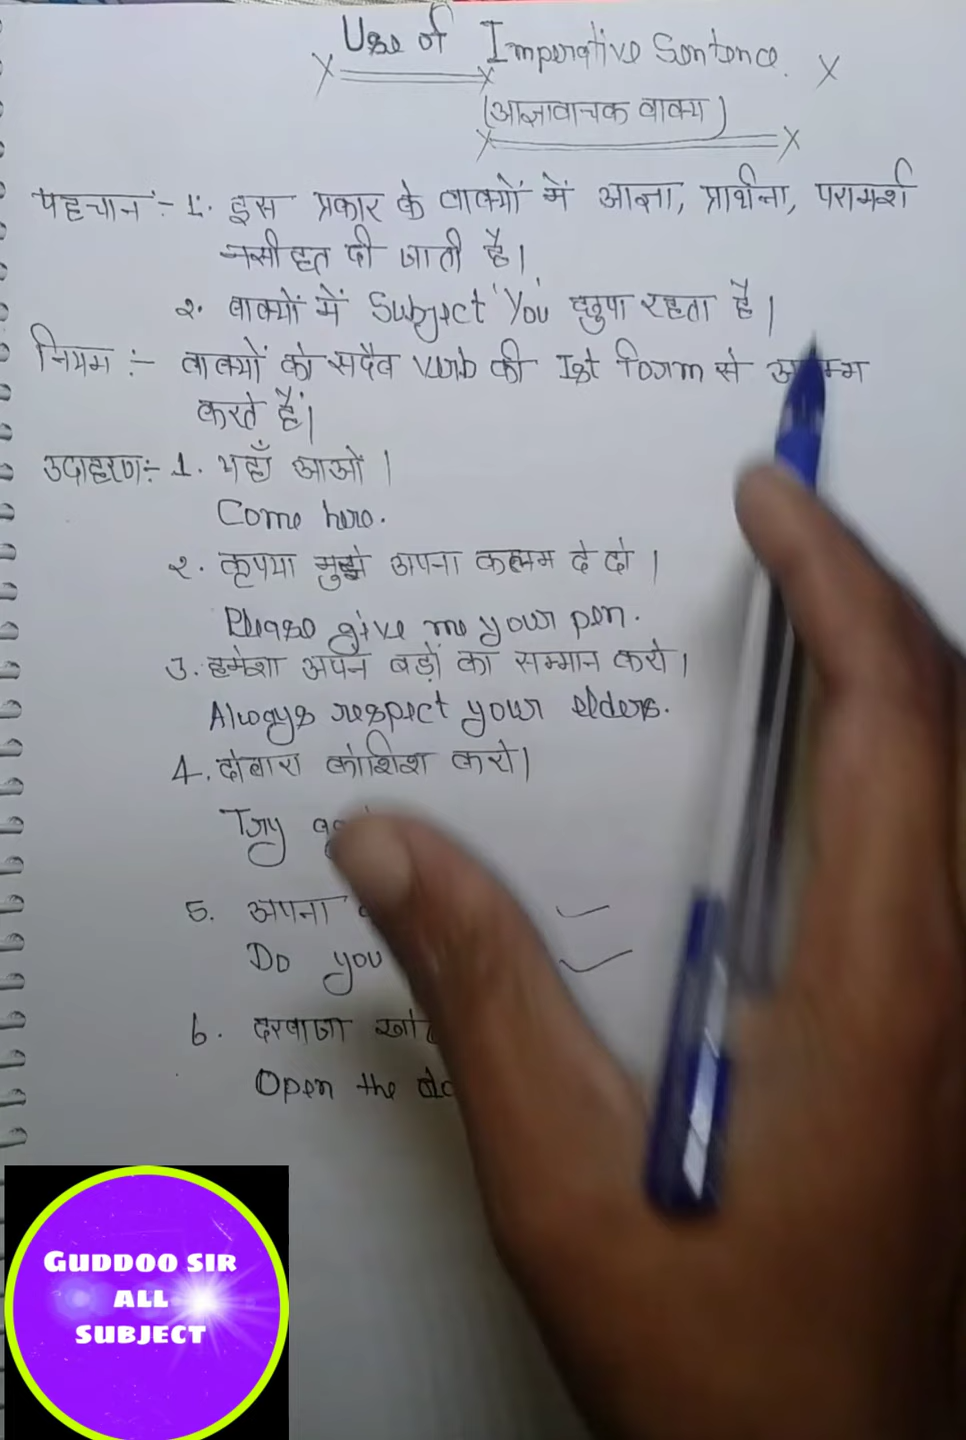 Use of Imperative Sentence.
(आज्ञावाचक वाक्य)
पहचान :- 1. इस प्रकार के वाक्यों में आज्ञा, प्रार्थना, परामर्श
नसीहत दी जाती है।
२. वाक्यों में Subject 'You' छुपा रहता है।
नियम :- वाक्यों को सदैव verb की Ist form से
करते हैं।
उदाहरण:- 1. यहाँ आओ।
Come here.
२. कृपया मुझे अपना कलम दे दो।
Please give me your pen.
3. हमेशा अपने बड़ों का सम्मान करो।
Always respect your elders.
4. दोबारा कोशिश करो।
Try
5. अपना
Do you
6. दरवाजा
Open the
GUDDOO SIR
ALL
SUBJECT